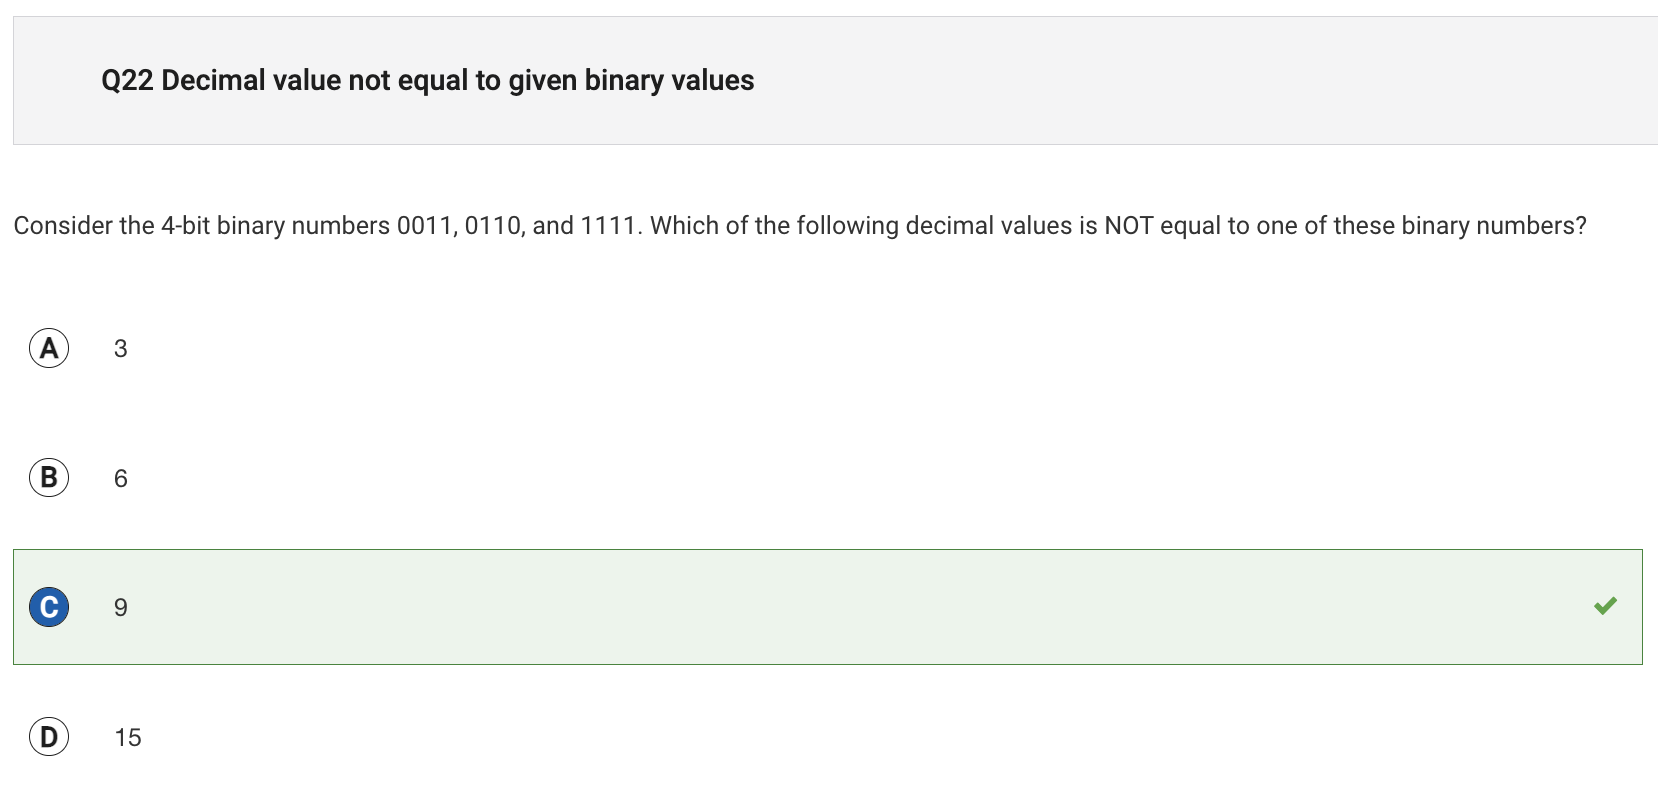 Q22 Decimal value not equal to given binary values
Consider the 4-bit binary numbers 0011, 0110, and 1111. Which of the following decimal values is NOT equal to one of these binary numbers?
A 3
B 6
C 9
D 15